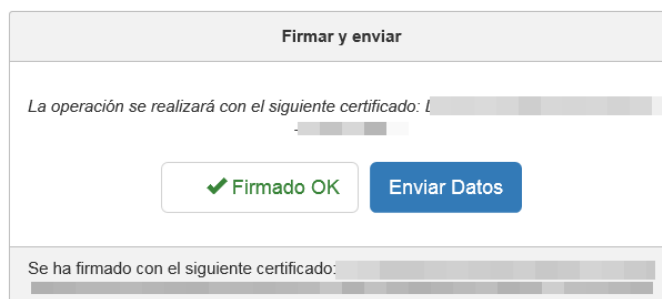 Firmar y enviar
La operación se realizará con el siguiente certificado:
Firmado OK
Enviar Datos
Se ha firmado con el siguiente certificado: